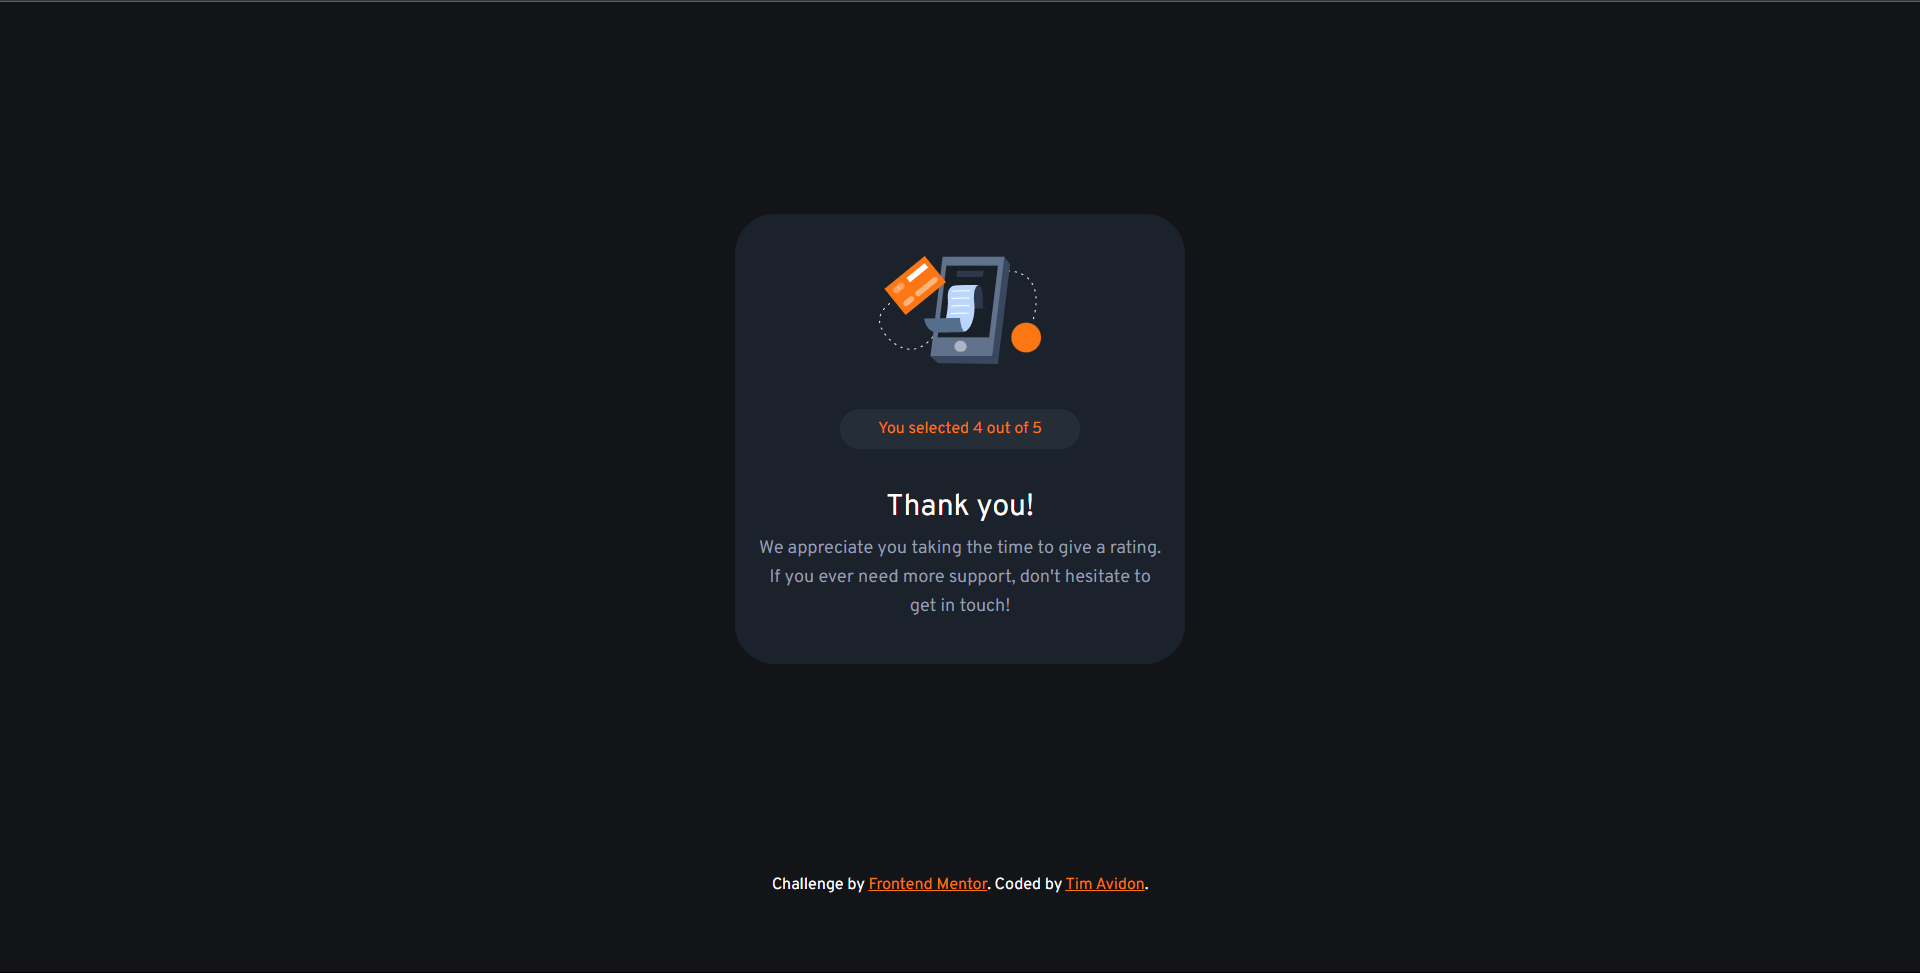 You selected 4 out of 5
Thank you!
We appreciate you taking the time to give a rating.
If you ever need more support, don't hesitate to
get in touch!
Challenge by Frontend Mentor. Coded by Tim Avidon.